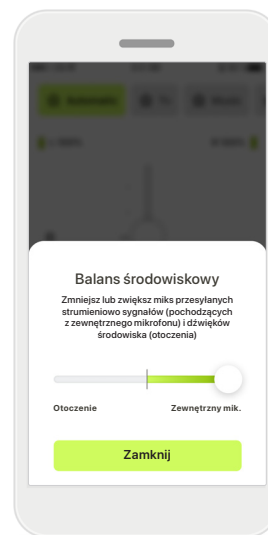 Balans środowiskowy
Zmniejsz lub zwiększ miks przesyłanych
strumieniowo sygnałów (pochodzących
z zewnętrznego mikrofonu) i dźwięków
środowiska (otoczenia)
Otoczenie Zewnętrzny mik.
Zamknij